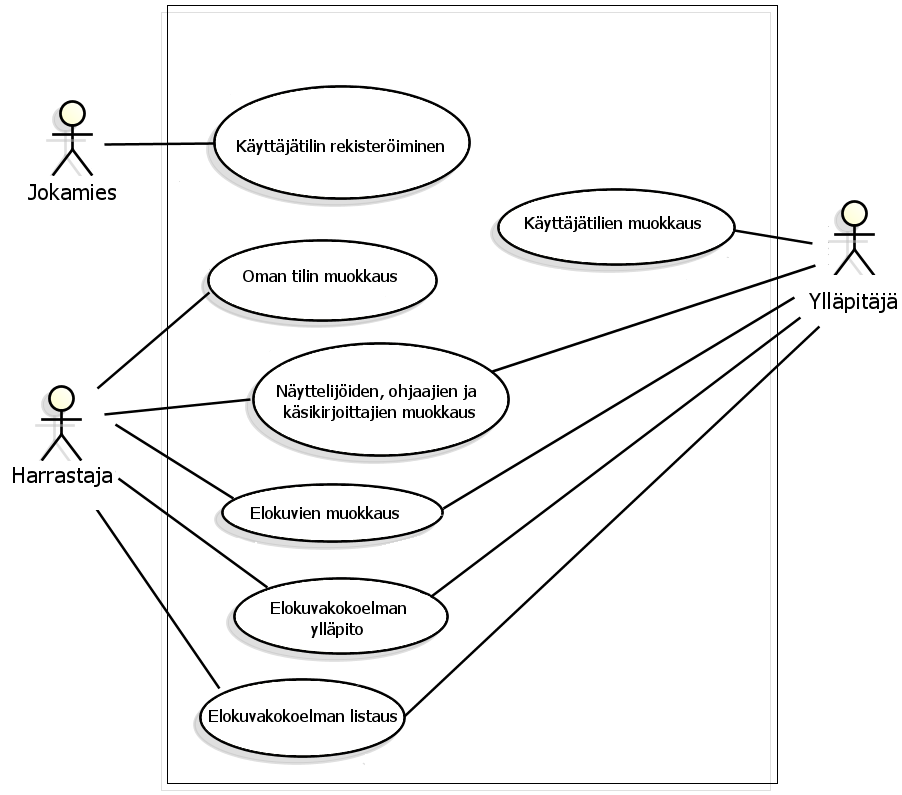 Käyttäjätilin rekisteröiminen
Jokamies
Käyttäjätilien muokkaus
Oman tilin muokkaus
Ylläpitäjä
Näyttelijöiden, ohjaajien ja
käsikirjoittajien muokkaus
Harrastaja
Elokuvien muokkaus
Elokuvakokoelman
ylläpito
Elokuvakokoelman listaus